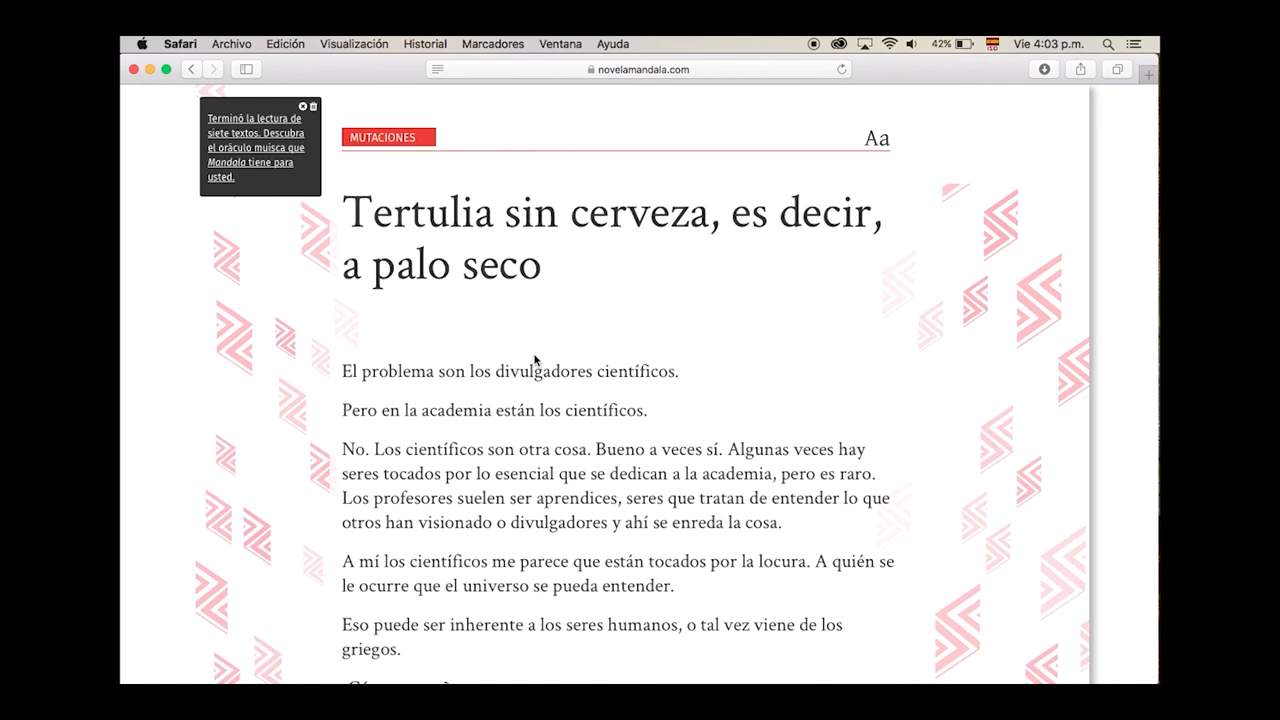 Safari Archivo Edición Visualización Historial Marcadores Ventana Ayuda 42% ISO Vie 4:03 p.m.
novelamandala.com
Terminó la lectura de
siete textos. Descubra
el oráculo muisca que
Mandala tiene para
usted.
MUTACIONES
Aa
Tertulia sin cerveza, es decir,
a palo seco
El problema son los divulgadores científicos.
Pero en la academia están los científicos.
No. Los científicos son otra cosa. Bueno a veces sí. Algunas veces hay
seres tocados por lo esencial que se dedican a la academia, pero es raro.
Los profesores suelen ser aprendices, seres que tratan de entender lo que
otros han visionado o divulgadores y ahí se enreda la cosa.
A mí los científicos me parece que están tocados por la locura. A quién se
le ocurre que el universo se pueda entender.
Eso puede ser inherente a los seres humanos, o tal vez viene de los
griegos.